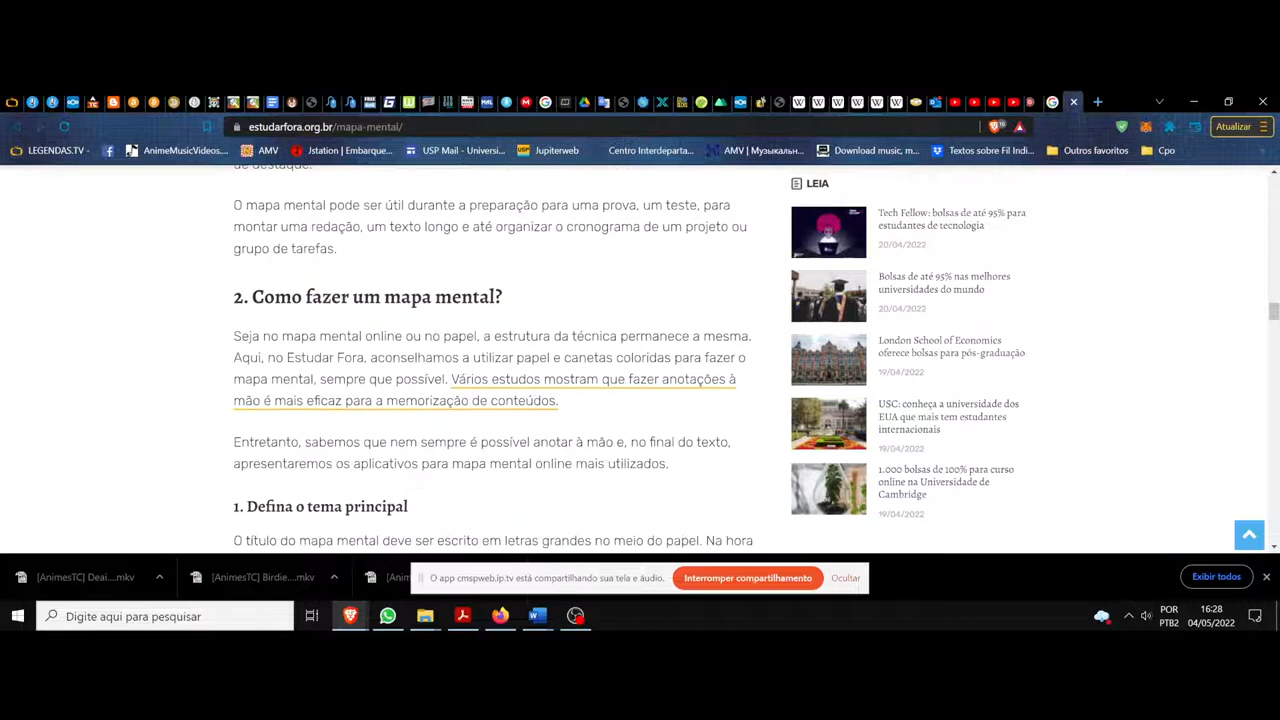 estudarfora.org.br/mapa-mental/
Atualizar
LEGENDAS.TV
AnimeMusicVideos...
AMV
Jstation | Embarque...
USP Mail - Universi...
Jupiterweb
Centro Interdeparta...
AMV | Музыкальн...
Download music, m...
Textos sobre Fil Indi...
Outros favoritos
Cpo
de destaque.
O mapa mental pode ser útil durante a preparação para uma prova, um teste, para
montar uma redação, um texto longo e até organizar o cronograma de um projeto ou
grupo de tarefas.
2. Como fazer um mapa mental?
Seja no mapa mental online ou no papel, a estrutura da técnica permanece a mesma.
Aqui, no Estudar Fora, aconselhamos a utilizar papel e canetas coloridas para fazer o
mapa mental, sempre que possível. Vários estudos mostram que fazer anotações à
mão é mais eficaz para a memorização de conteúdos.
Entretanto, sabemos que nem sempre é possível anotar à mão e, no final do texto,
apresentaremos os aplicativos para mapa mental online mais utilizados.
1. Defina o tema principal
O título do mapa mental deve ser escrito em letras grandes no meio do papel. Na hora
LEIA
Tech Fellow: bolsas de até 95% para
estudantes de tecnologia
20/04/2022
Bolsas de até 95% nas melhores
universidades do mundo
20/04/2022
London School of Economics
oferece bolsas para pós-graduação
19/04/2022
USC: conheça a universidade dos
EUA que mais tem estudantes
internacionais
19/04/2022
1.000 bolsas de 100% para curso
online na Universidade de
Cambridge
19/04/2022
[AnimesTC] Deai....mkv
[AnimesTC] Birdie....mkv
[Anim
O app cmspweb.ip.tv está compartilhando sua tela e áudio.
Interromper compartilhamento
Ocultar
Exibir todos
Digite aqui para pesquisar
POR
PTB2
16:28
04/05/2022